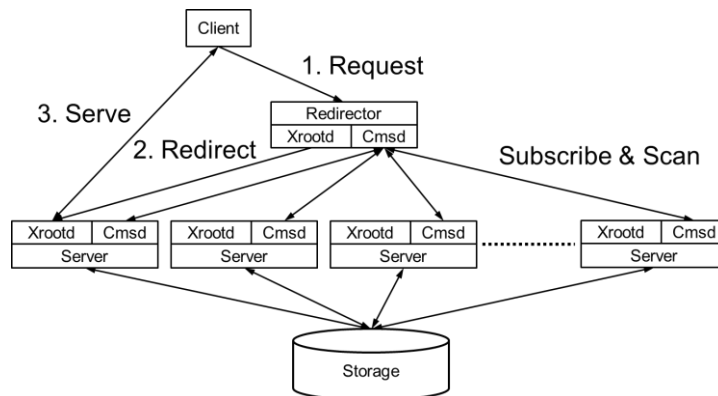 Client
1. Request
3. Serve
Redirector
Xrootd Cmsd
2. Redirect
Subscribe & Scan
Xrootd Cmsd Xrootd Cmsd Xrootd Cmsd Xrootd Cmsd
Server Server Server Server
Storage